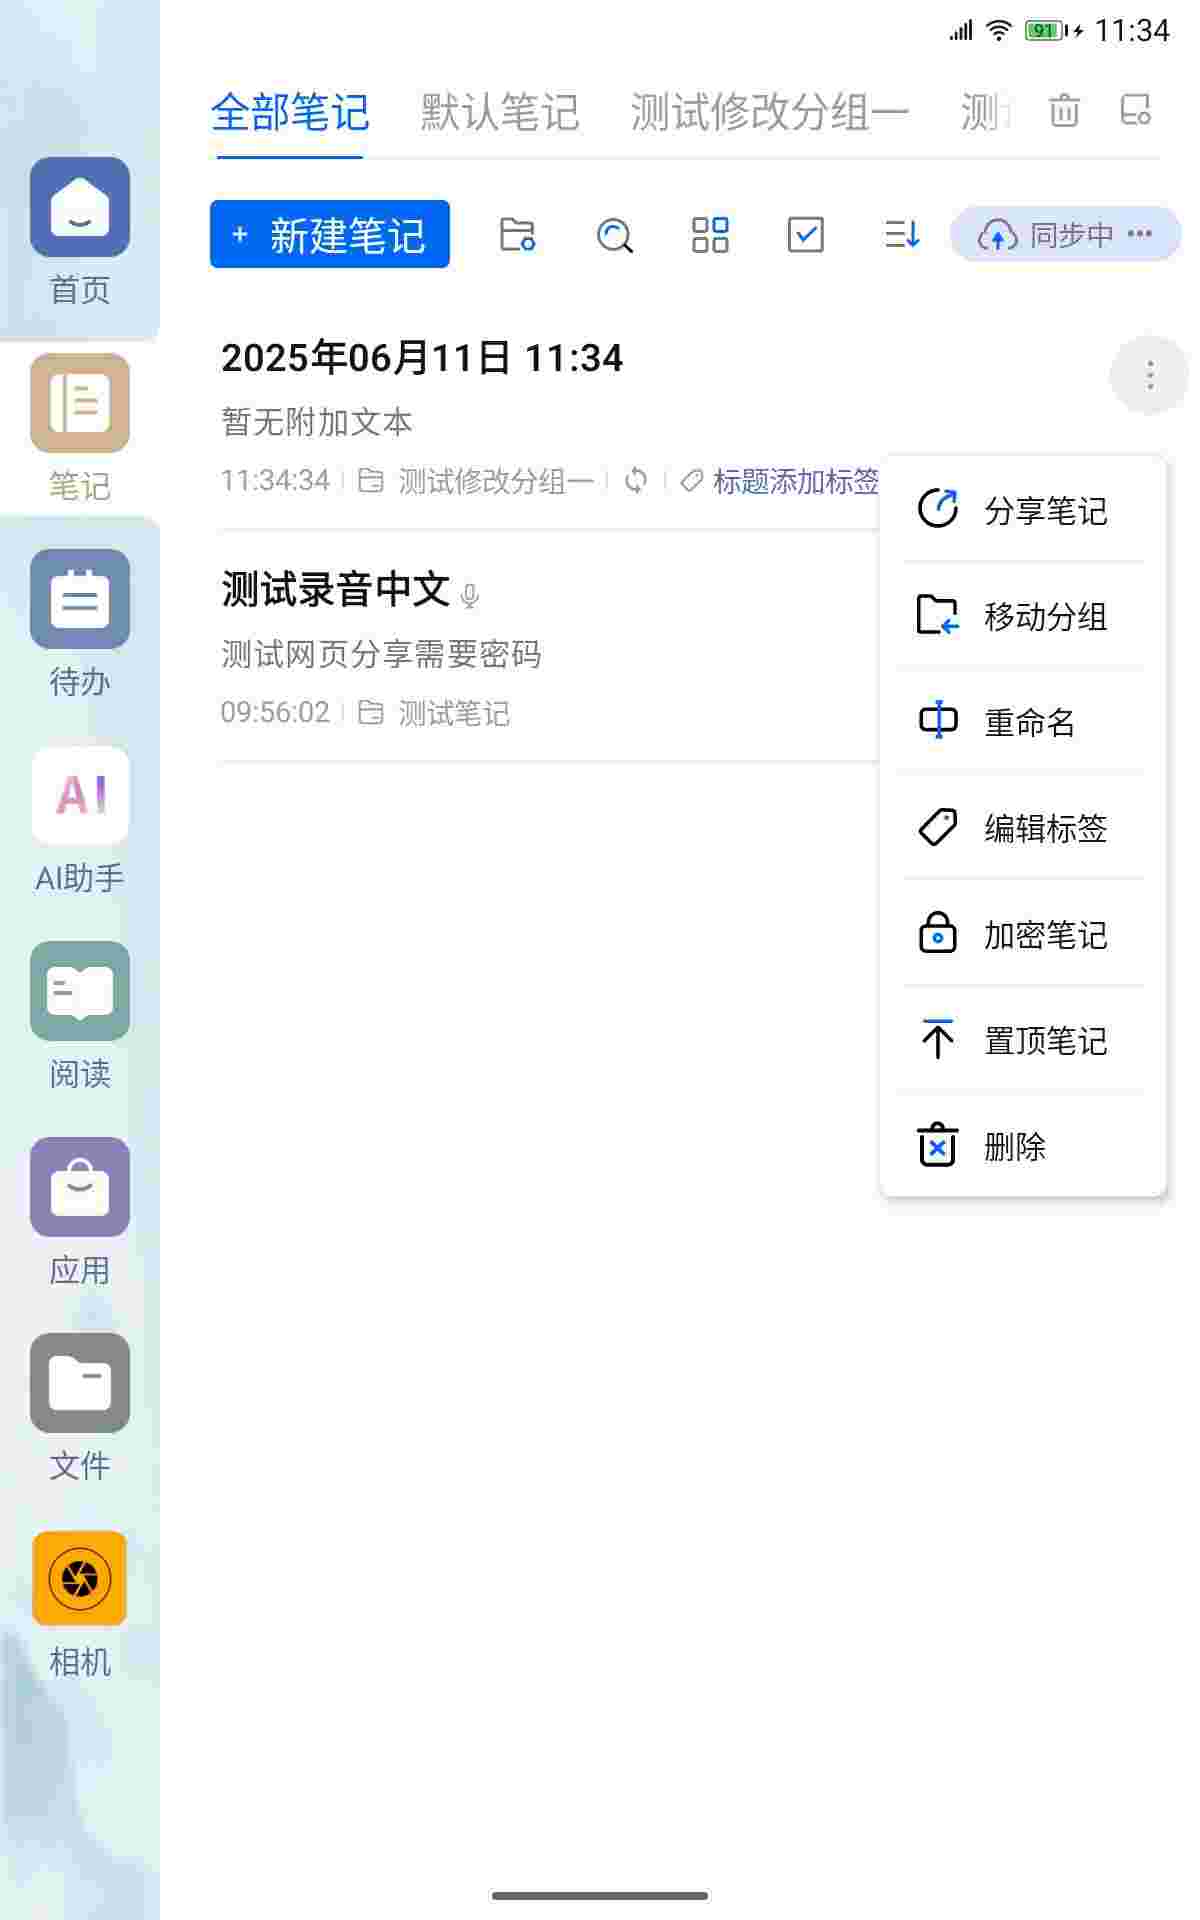 91 11:34
全部笔记 默认笔记 测试修改分组一 测
+ 新建笔记 同步中 •••
2025年06月11日 11:34
暂无附加文本
11:34:34 测试修改分组一 标题添加标签
测试录音中文
测试网页分享需要密码
09:56:02 测试笔记
分享笔记
移动分组
重命名
编辑标签
加密笔记
置顶笔记
删除
首页
笔记
待办
AI
AI助手
阅读
应用
文件
相机